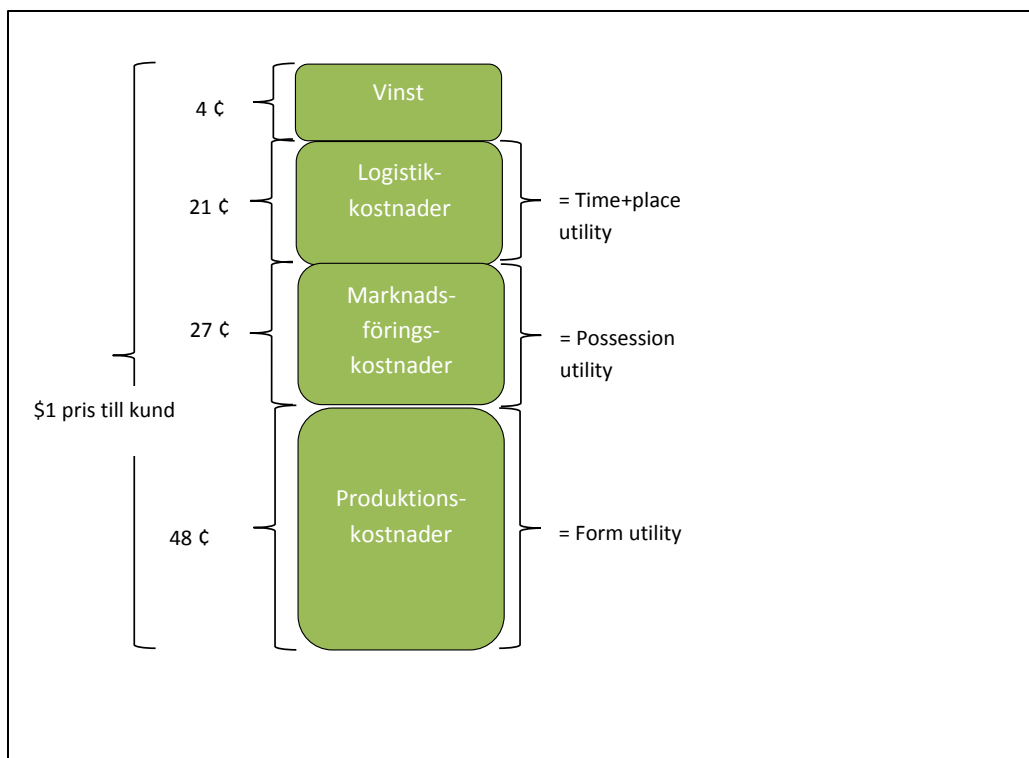 Vinst
4 ¢
Logistik-
kostnader
21 ¢
= Time+place
utility
Marknads-
förings-
kostnader
27 ¢
= Possession
utility
$1 pris till kund
Produktions-
kostnader
48 ¢
= Form utility